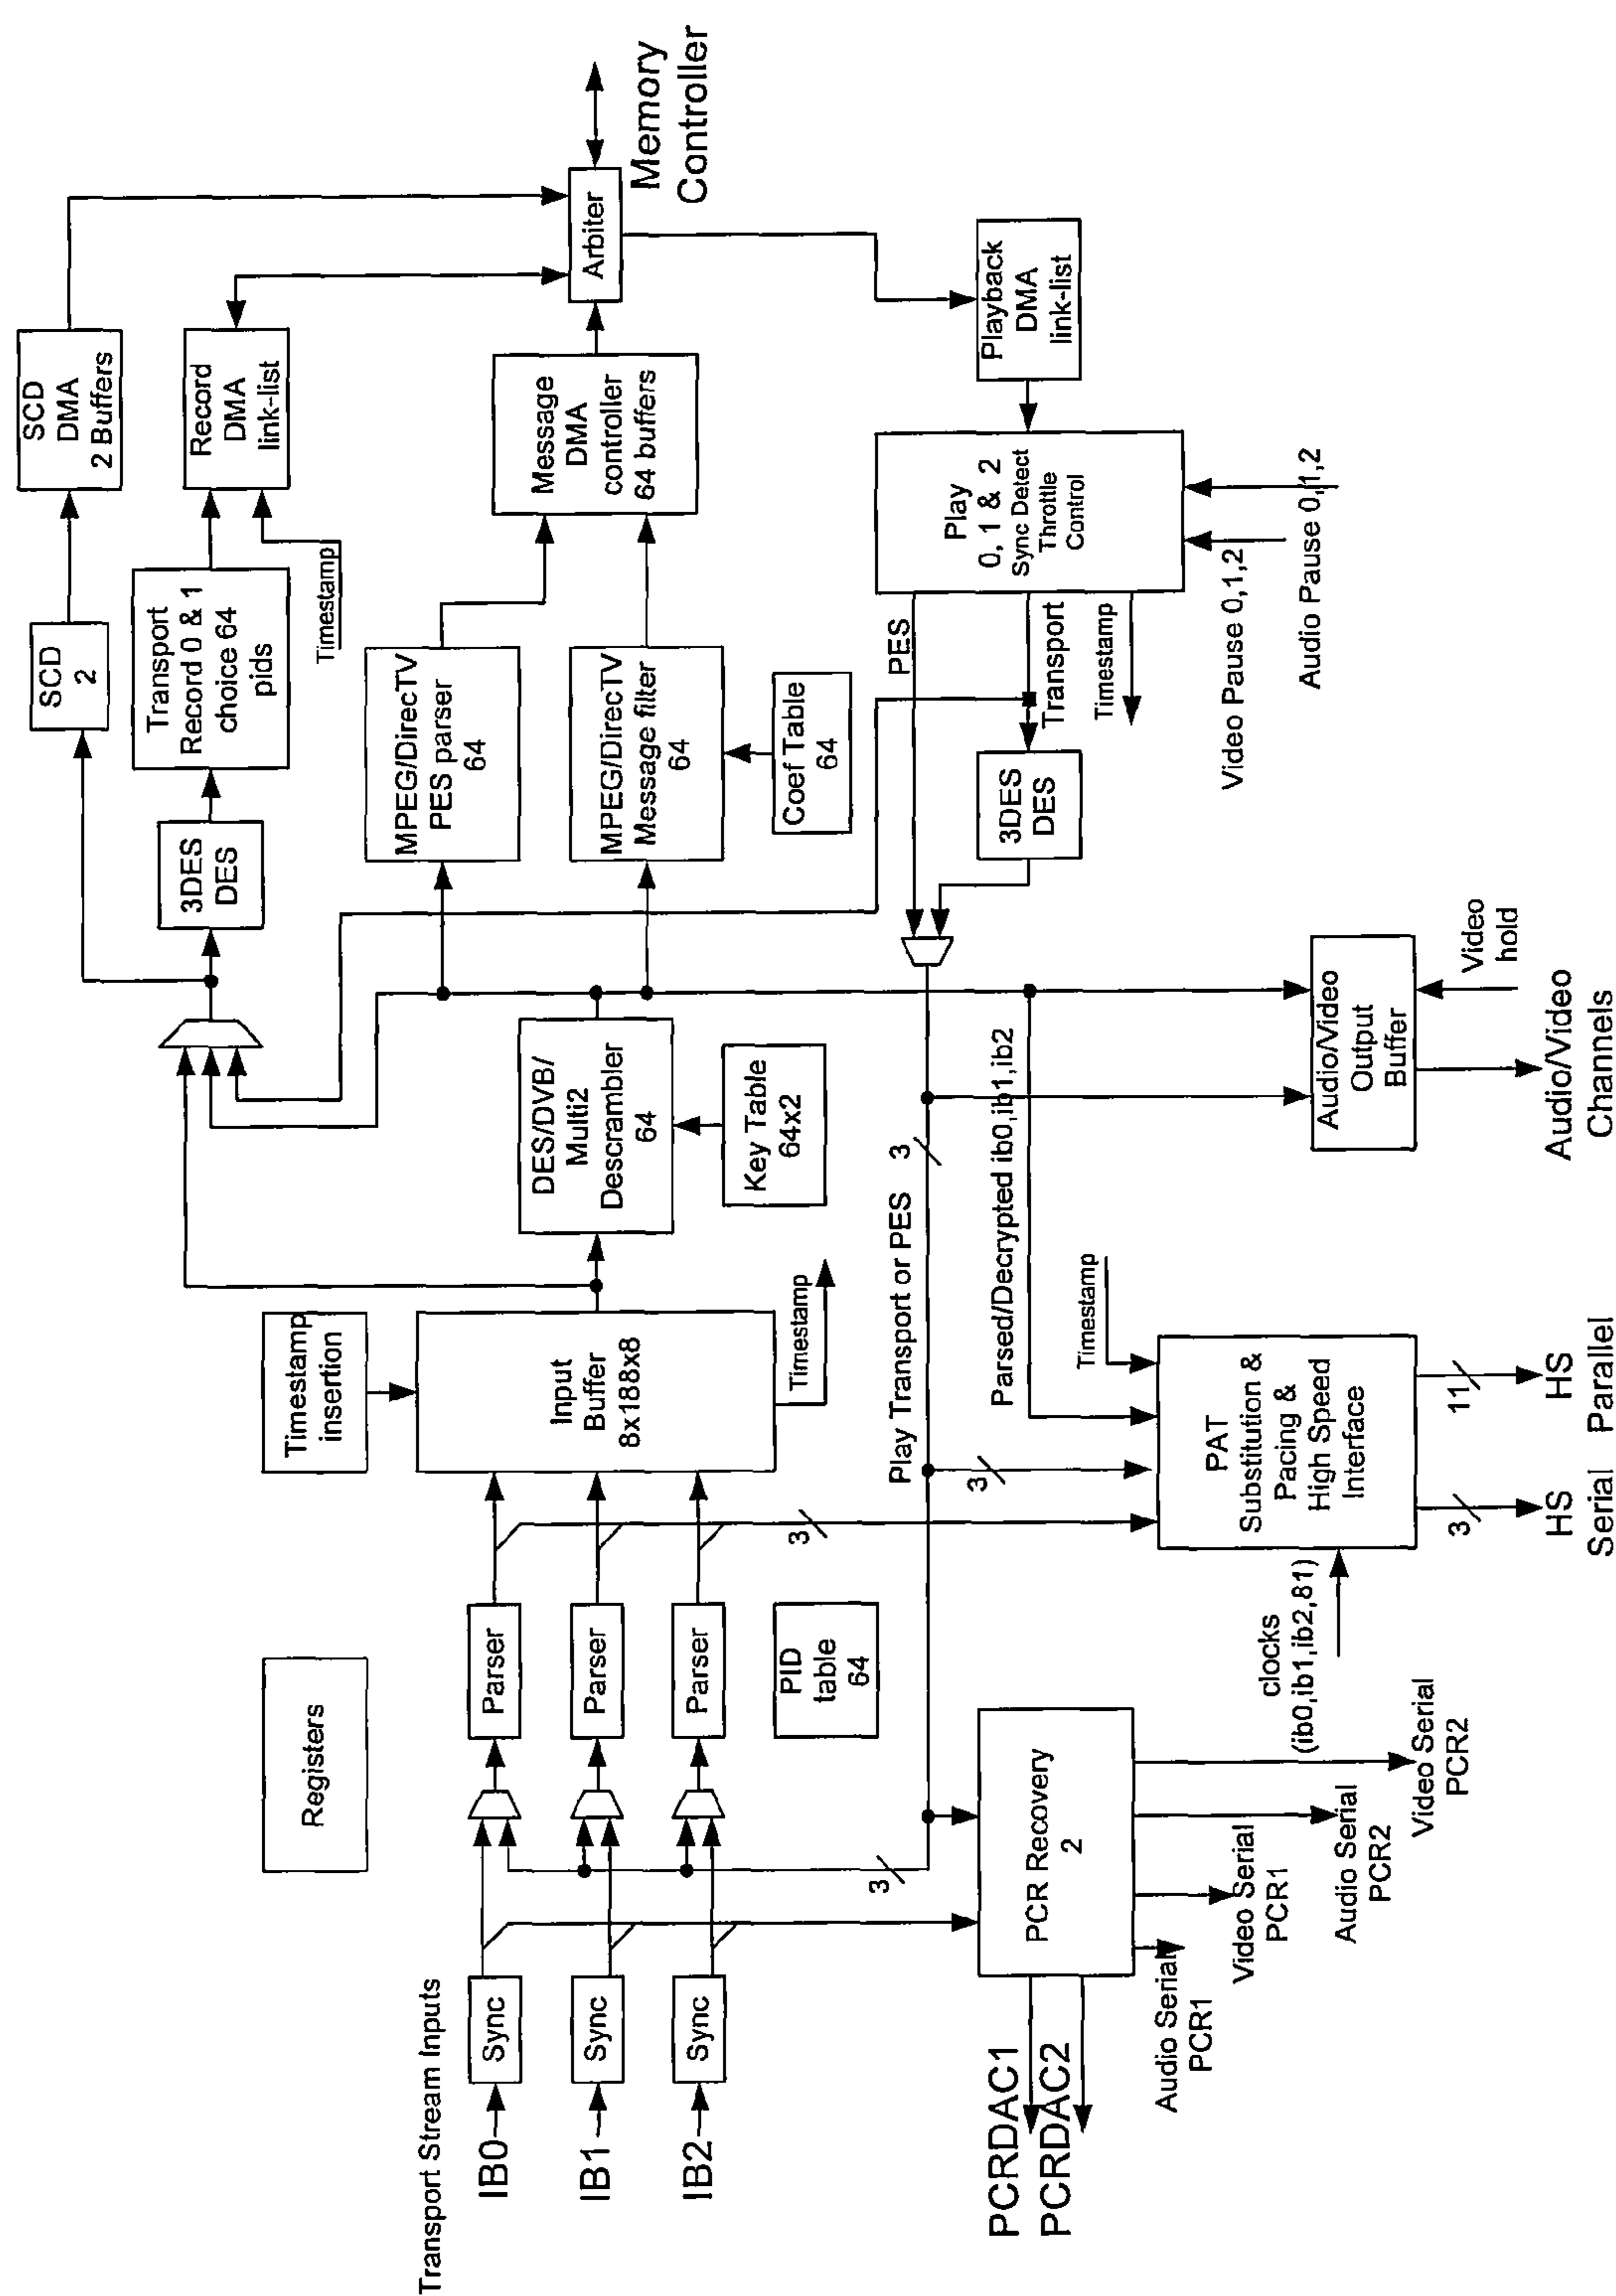 Transport Stream Inputs
IB0
IB1
IB2
Sync
Sync
Sync
Registers
Parser
Parser
Parser
PID
table
64
Timestamp
insertion
Input
Buffer
8x188x8
Timestamp
DES/DVB/
Multi2
Descrambler
64
Key Table
64x2
3DES
DES
SCD
2
SCD
DMA
2 Buffers
Transport
Record 0 & 1
choice 64
pids
Timestamp
Record
DMA
link-list
MPEG/DirecTV
PES parser
64
MPEG/DirecTV
Message filter
64
Coef Table
64
Message
DMA
controller
64 buffers
Arbiter
Memory
Controller
Playback
DMA
link-list
Play
0, 1 & 2
Sync Detect
Throttle
Control
Video Pause 0,1,2
Audio Pause 0,1,2
PES
Transport
Timestamp
3DES
DES
3
Play Transport or PES
3
Parsed/Decrypted ib0,ib1,ib2
3
3
Timestamp
PCR Recovery
2
PCRDAC1
PCRDAC2
Audio Serial
PCR1
Video Serial
PCR1
Audio Serial
PCR2
Video Serial
PCR2
clocks
(ib0,ib1,ib2,81)
PAT
Substitution &
Pacing &
High Speed
Interface
3
11
HS
Serial
HS
Parallel
Audio/Video
Output
Buffer
Video
hold
Audio/Video
Channels